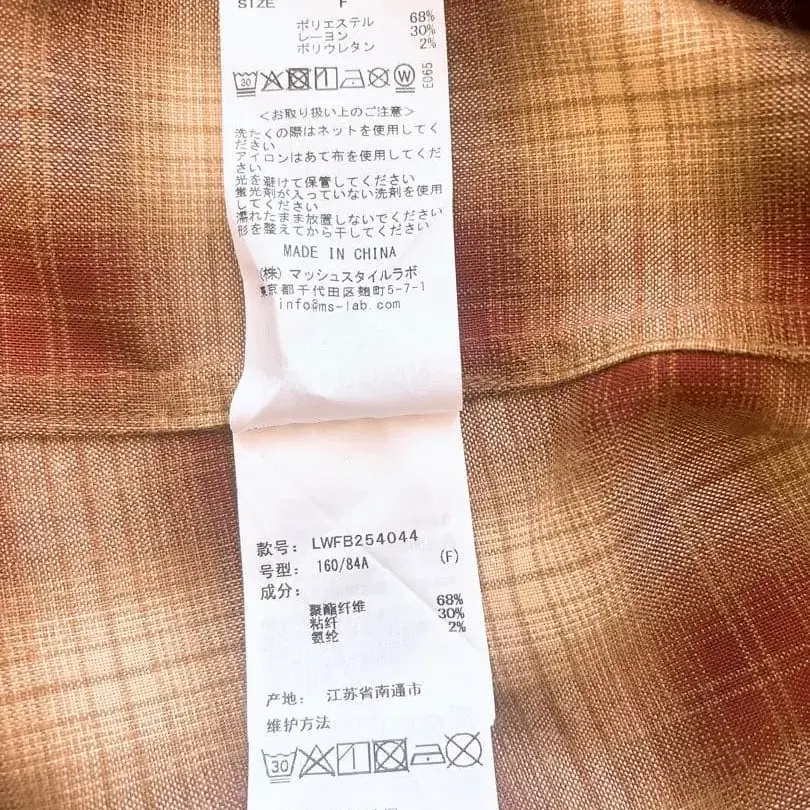 SIZE F
ポリエステル 68%
レーヨン 30%
ポリウレタン 2%
30 W E065
<お取り扱い上のご注意>
洗たくの際はネットを使用してく
ださい
アイロンはあて布を使用してくだ
さい
光を避けて保管してください
蛍光剤が入っていない洗剤を使用
してください
濡れたまま放置しないでください
形を整えてから干してください
MADE IN CHINA
(株) マッシュスタイルラボ
東京都千代田区麹町5-7-1
info@ms-lab.com
款号: LWFB254044
号型: 160/84A (F)
成分:
聚酯纤维 68%
粘纤 30%
氨纶 2%
产地: 江苏省南通市
维护方法
30